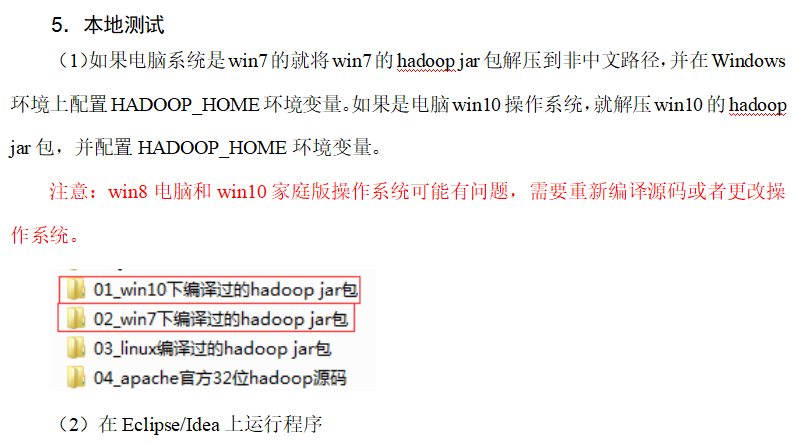 5．本地测试
（1）如果电脑系统是win7的就将win7的hadoop jar包解压到非中文路径，并在Windows
环境上配置HADOOP_HOME环境变量。如果是电脑win10操作系统，就解压win10的hadoop
jar包，并配置HADOOP_HOME环境变量。
注意：win8电脑和win10家庭版操作系统可能有问题，需要重新编译源码或者更改操
作系统。
01_win10下编译过的hadoop jar包
02_win7下编译过的hadoop jar包
03_linux编译过的hadoop jar包
04_apache官方32位hadoop源码
（2）在Eclipse/Idea上运行程序